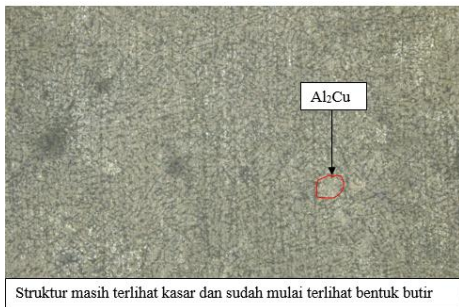 Al₂Cu
Struktur masih terlihat kasar dan sudah mulai terlihat bentuk butir